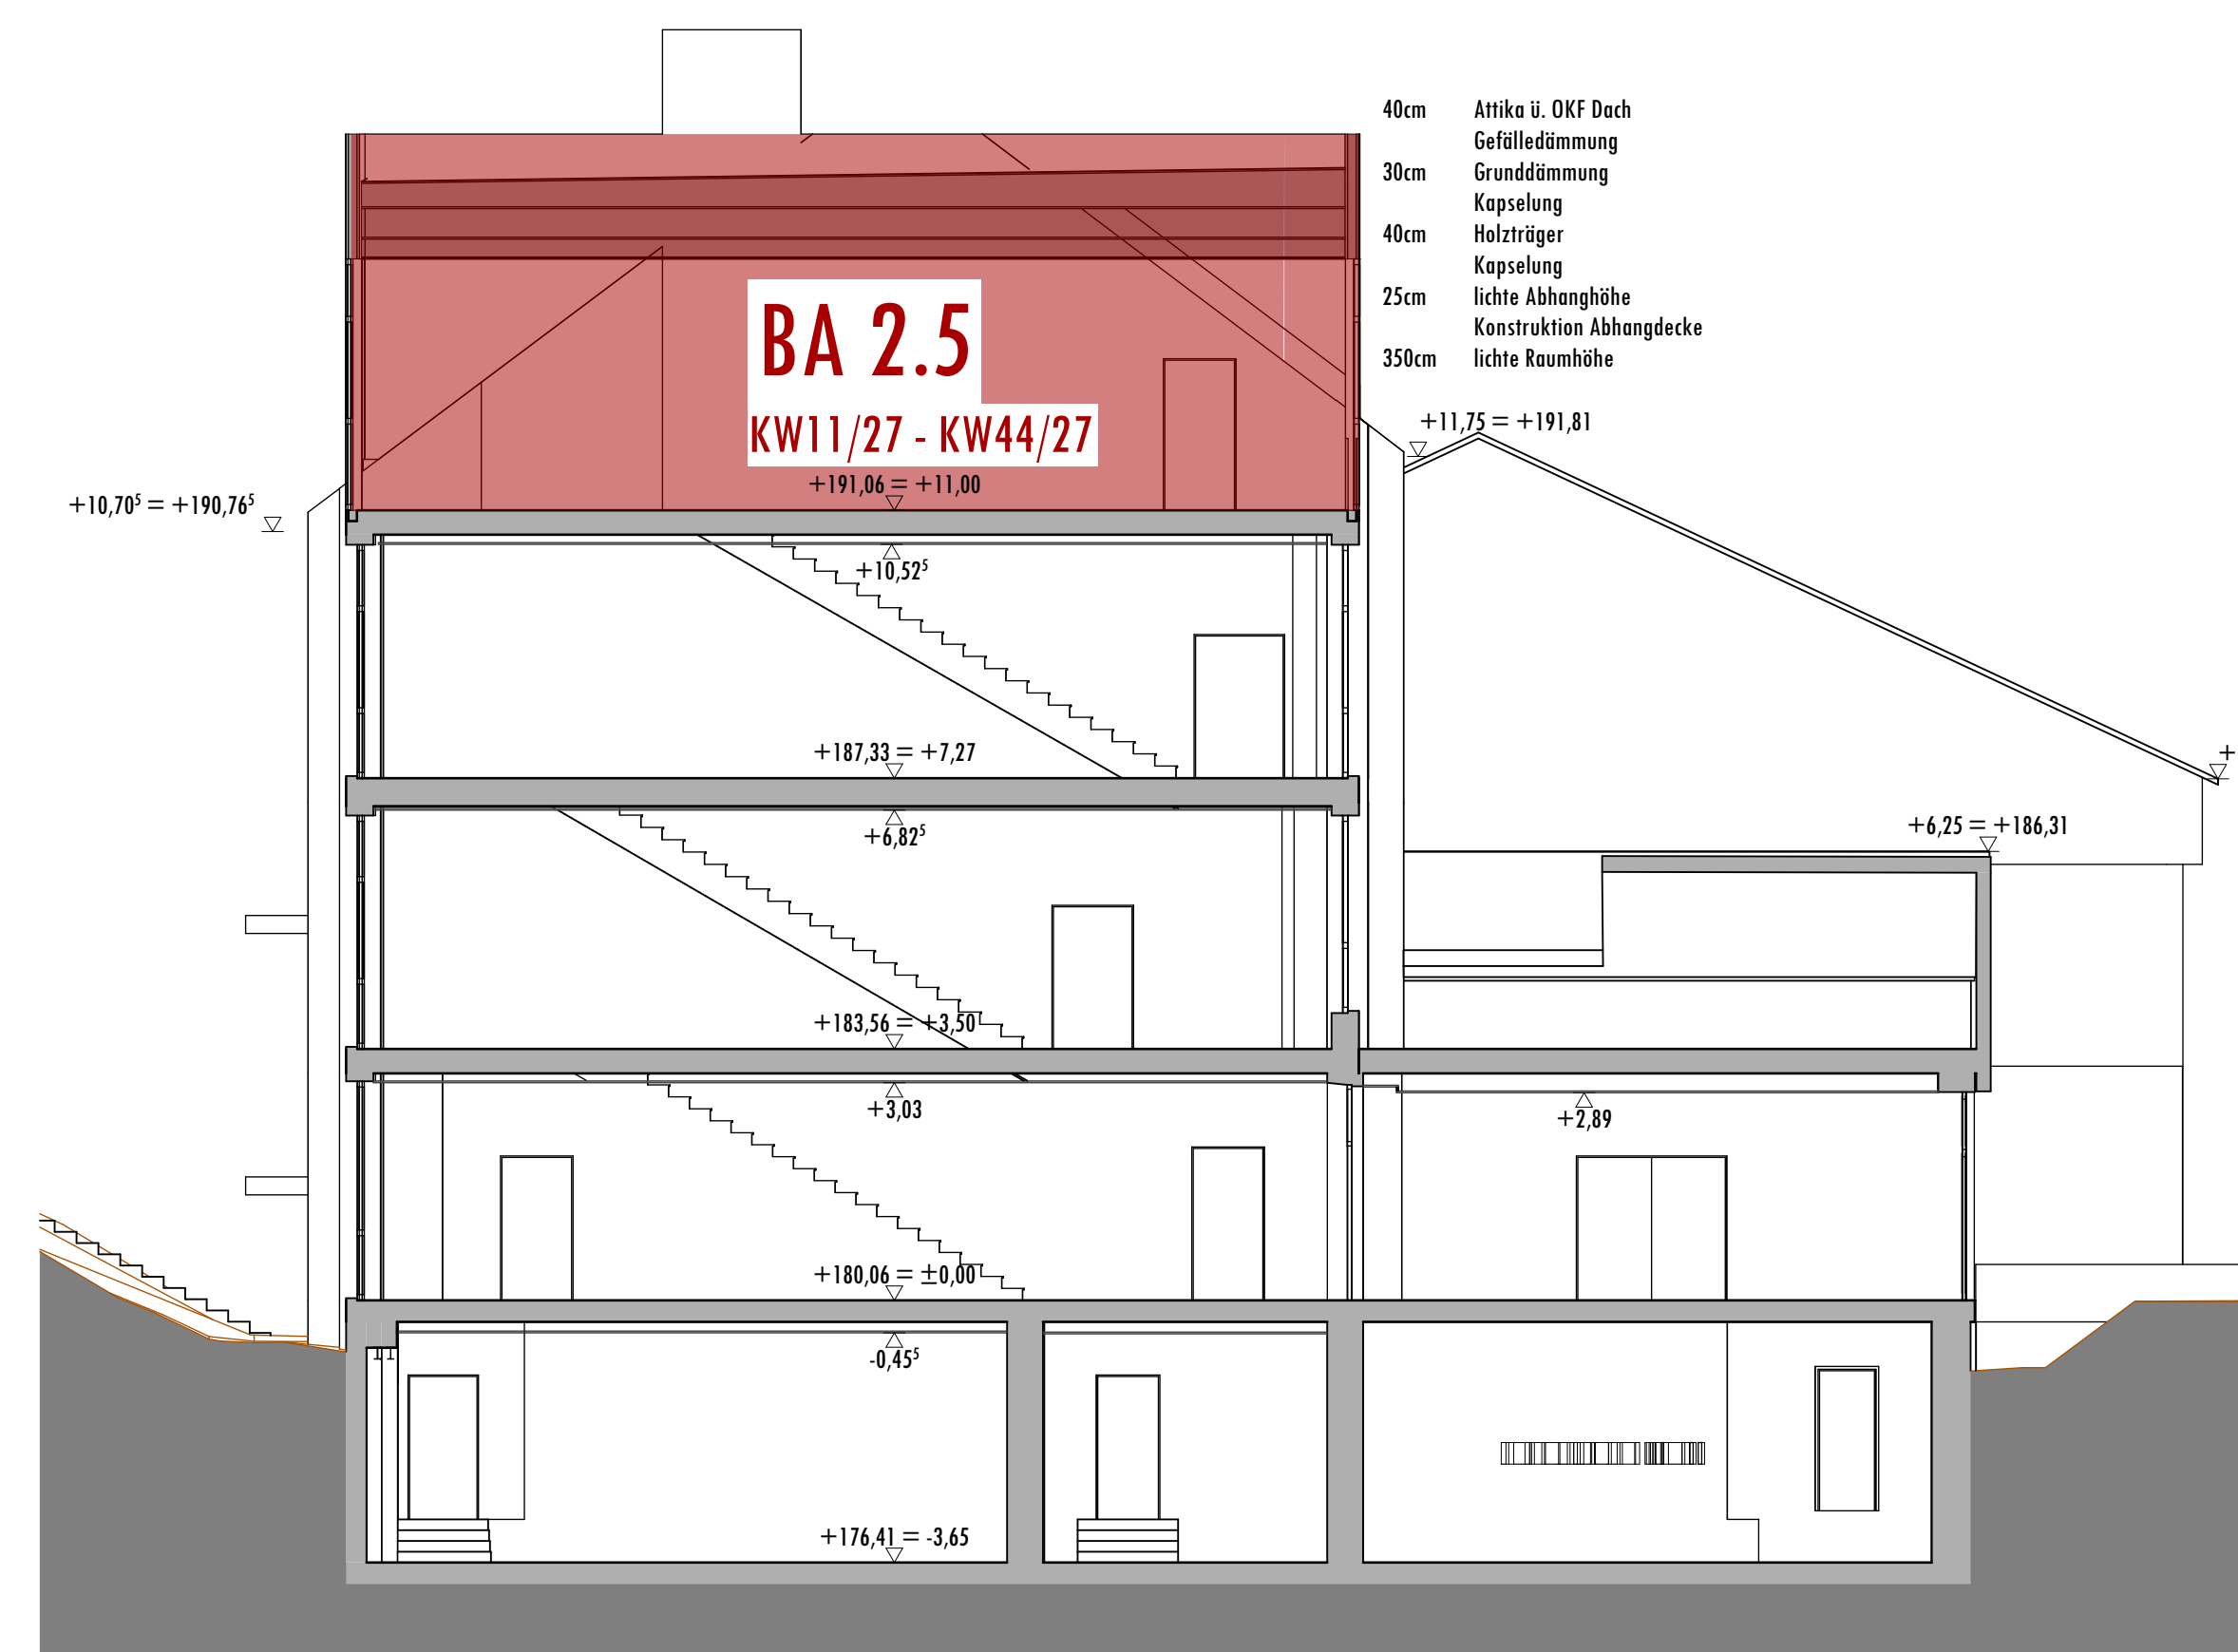 40cm Attika ü. OKF Dach
Gefälledämmung
30cm Grunddämmung
Kapselung
40cm Holzträger
Kapselung
25cm lichte Abhanghöhe
Konstruktion Abhangdecke
350cm lichte Raumhöhe
BA 2.5
KW11/27 - KW44/27
+11,75 = +191,81
+191,06 = +11,00
+10,70⁵ = +190,76⁵
+10,52⁵
+187,33 = +7,27
+
+6,82⁵
+6,25 = +186,31
+183,56 = +3,50
+3,03
+2,89
+180,06 = ±0,00
-0,45⁵
+176,41 = -3,65